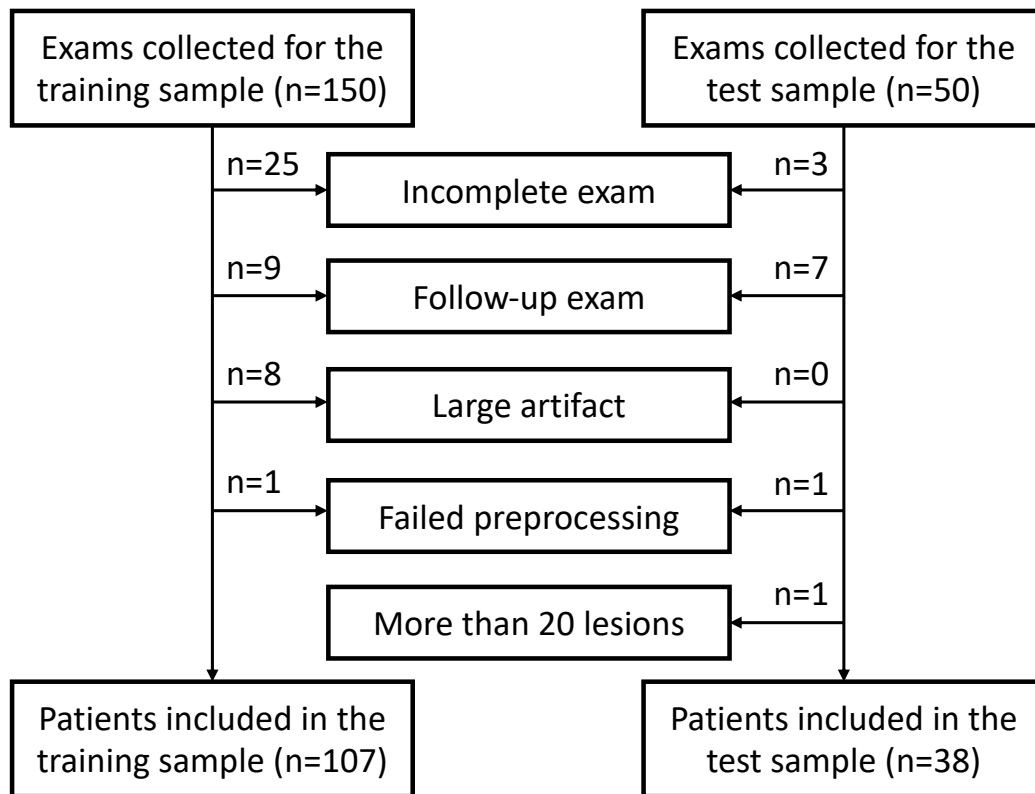 Exams collected for the
training sample (n=150)
Exams collected for the
test sample (n=50)
n=25
Incomplete exam
n=3
n=9
Follow-up exam
n=7
n=8
Large artifact
n=0
n=1
Failed preprocessing
n=1
More than 20 lesions
n=1
Patients included in the
training sample (n=107)
Patients included in the
test sample (n=38)